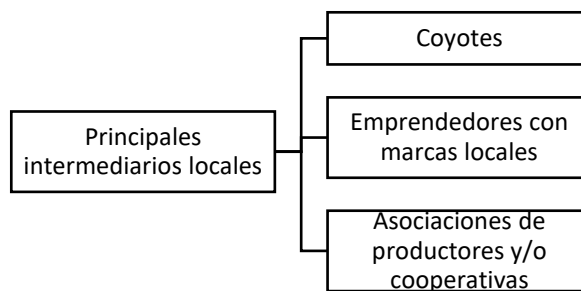 Principales
intermediarios locales
Coyotes
Emprendedores con
marcas locales
Asociaciones de
productores y/o
cooperativas